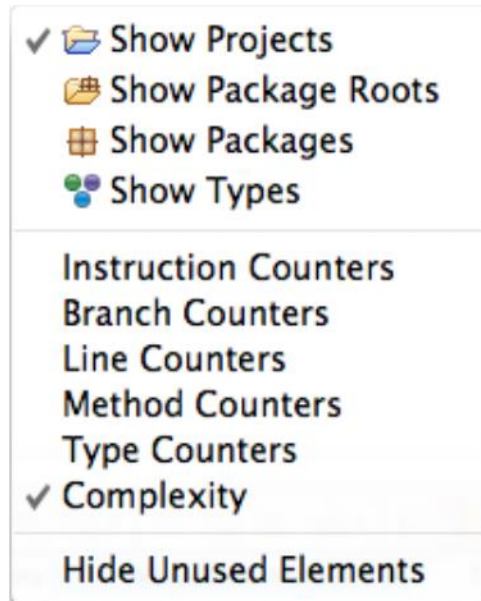 Show Projects
Show Package Roots
Show Packages
Show Types
Instruction Counters
Branch Counters
Line Counters
Method Counters
Type Counters
Complexity
Hide Unused Elements